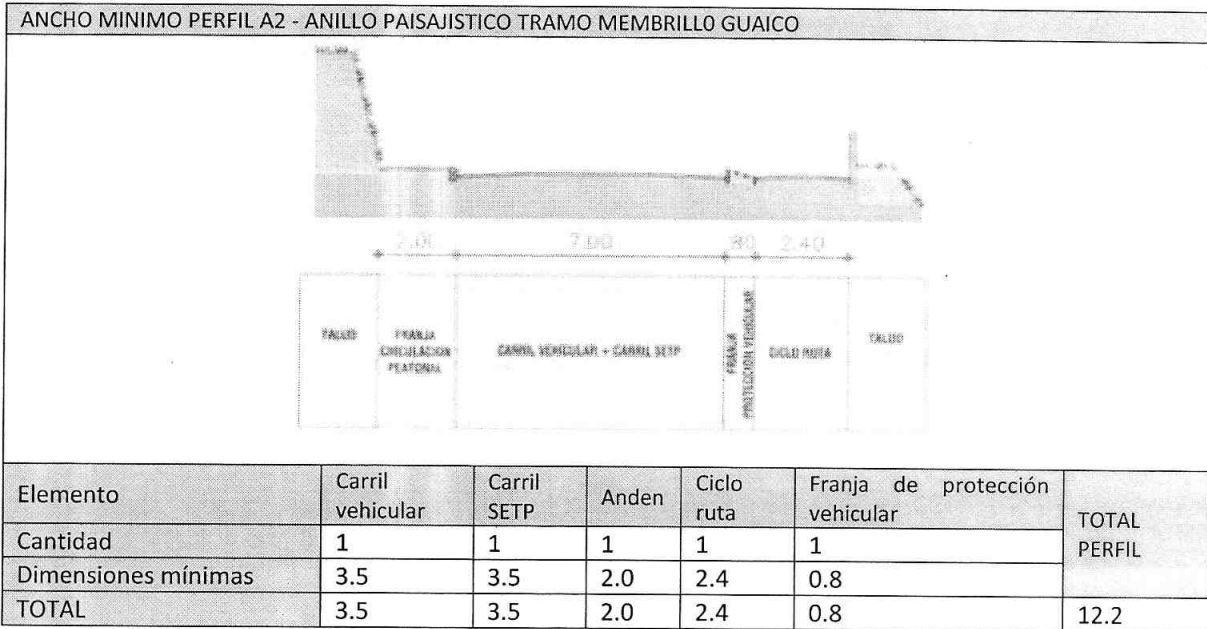 ANCHO MINIMO PERFIL A2 - ANILLO PAISAJISTICO TRAMO MEMBRILL0 GUAICO
2.00 7.00 .80 2.40
TALUD
FRANJA
CIRCULACION
PEATONAL
CARRIL VEHICULAR + CARRIL SETP
FRANJA
PROTECCION VEHICULAR
CICLO RUTA
TALUD
Elemento Carril vehicular Carril SETP Anden Ciclo ruta Franja de protección vehicular TOTAL PERFIL
Cantidad 1 1 1 1 1
Dimensiones mínimas 3.5 3.5 2.0 2.4 0.8
TOTAL 3.5 3.5 2.0 2.4 0.8 12.2